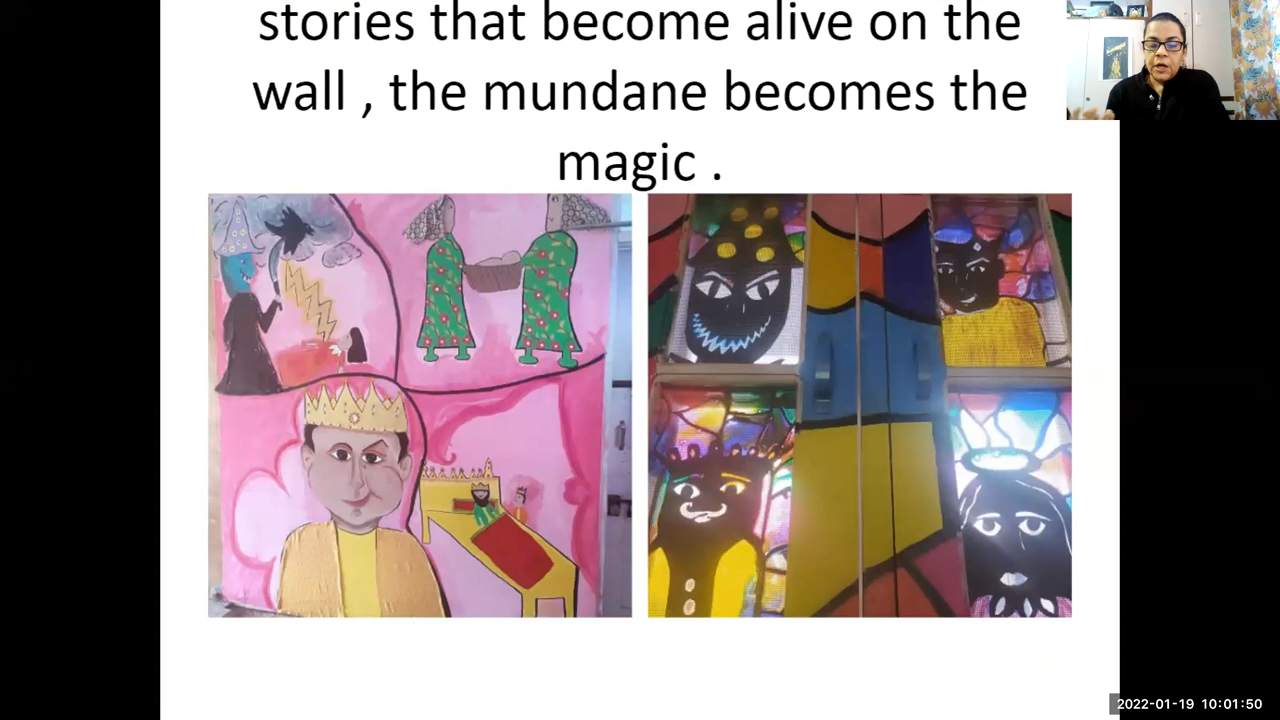 stories that become alive on the
wall , the mundane becomes the
magic .
2022-01-19 10:01:50